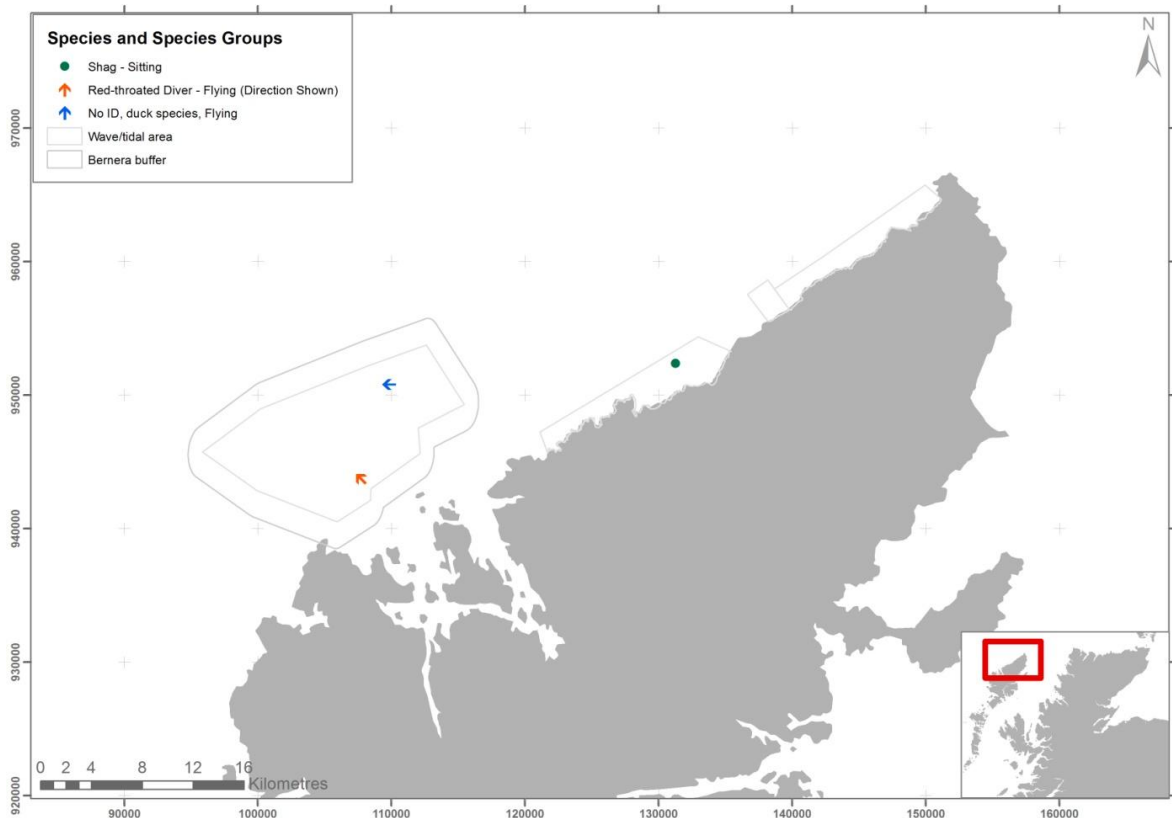 Species and Species Groups
Shag - Sitting
Red-throated Diver - Flying (Direction Shown)
No ID, duck species, Flying
Wave/tidal area
Bernera buffer
N
970000
960000
950000
940000
930000
920000
0 2 4 8 12 16
Kilometres
90000 100000 110000 120000 130000 140000 150000 160000